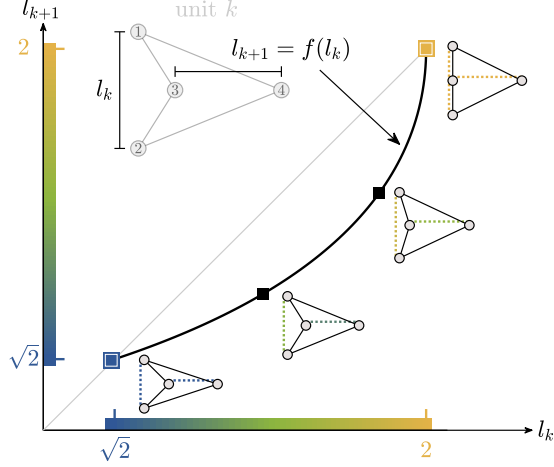 l_{k+1}
unit k
2
1
l_{k+1} = f(l_k)
l_k
3
4
2
√2
√2
2
l_k